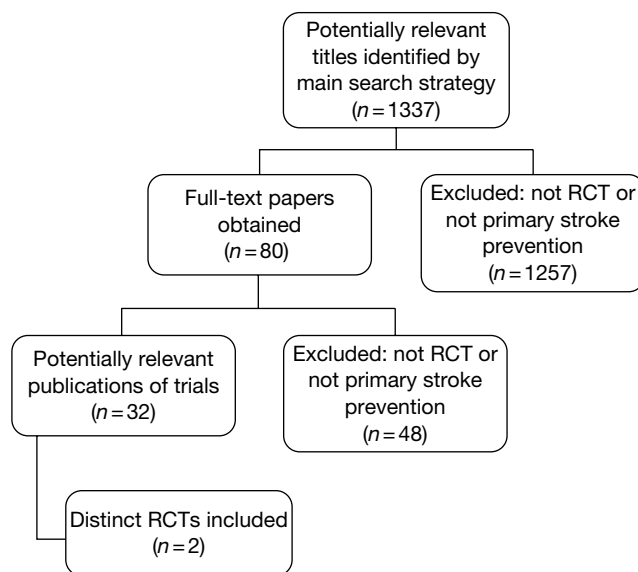 Potentially relevant
titles identified by
main search strategy
(n = 1337)
Full-text papers
obtained
(n = 80)
Excluded: not RCT or
not primary stroke
prevention
(n = 1257)
Potentially relevant
publications of trials
(n = 32)
Excluded: not RCT or
not primary stroke
prevention
(n = 48)
Distinct RCTs included
(n = 2)